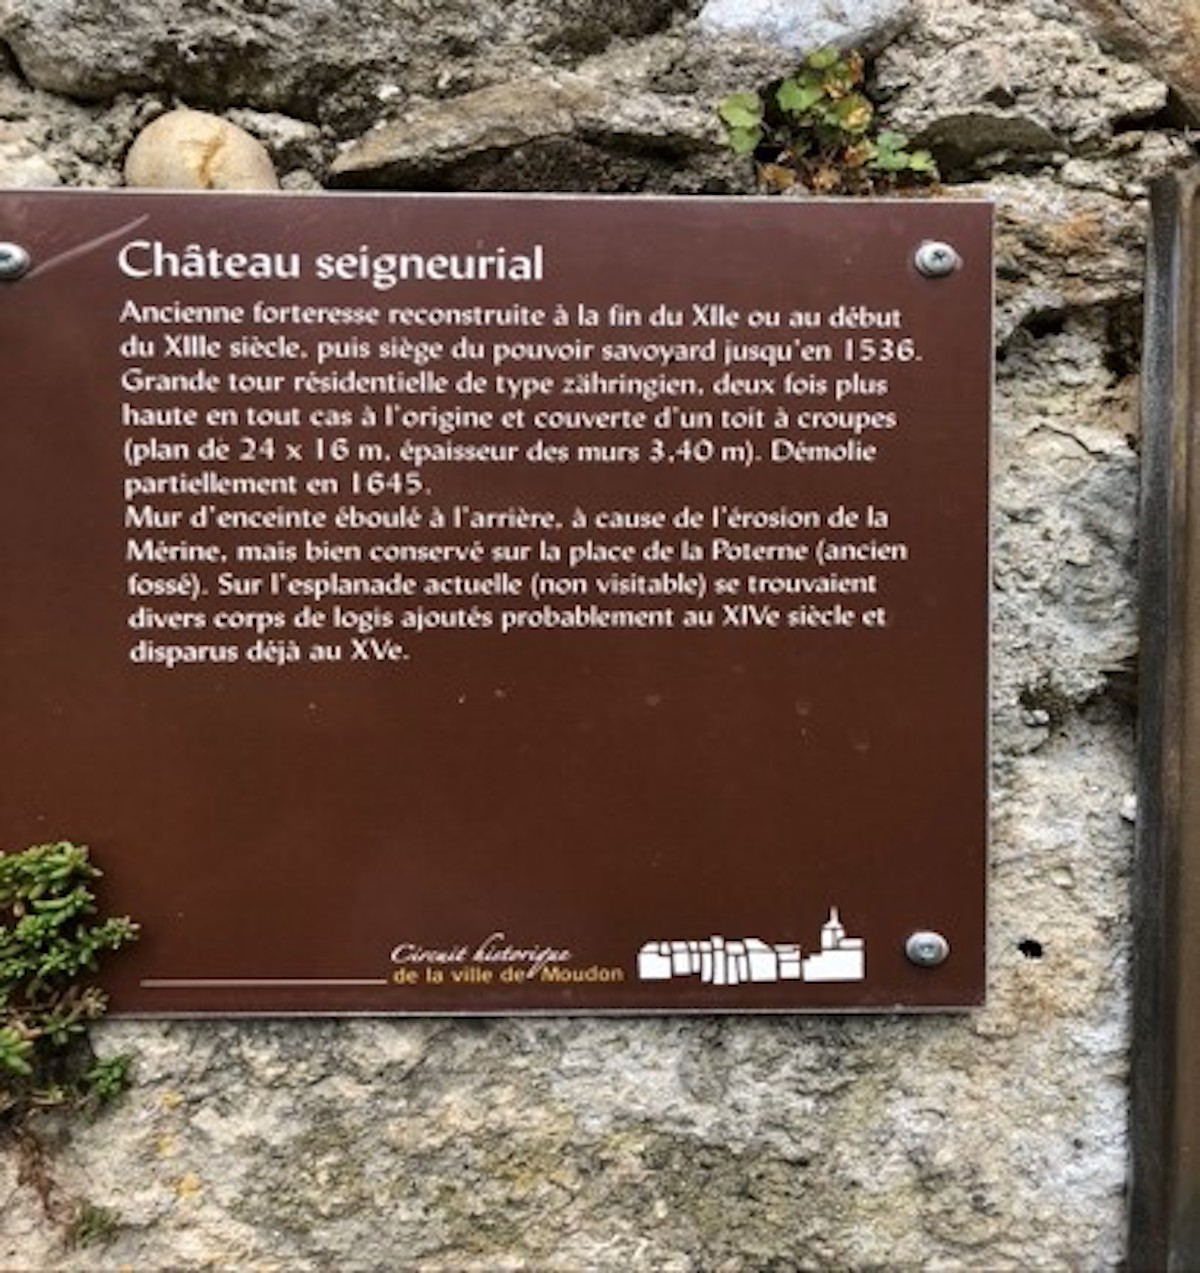 Château seigneurial
Ancienne forteresse reconstruite à la fin du XIIe ou au début
du XIIIe siècle, puis siège du pouvoir savoyard jusqu'en 1536.
Grande tour résidentielle de type zähringien, deux fois plus
haute en tout cas à l'origine et couverte d'un toit à croupes
(plan de 24 x 16 m, épaisseur des murs 3,40 m). Démolie
partiellement en 1645.
Mur d'enceinte éboulé à l'arrière, à cause de l'érosion de la
Mérine, mais bien conservé sur la place de la Poterne (ancien
fossé). Sur l'esplanade actuelle (non visitable) se trouvaient
divers corps de logis ajoutés probablement au XIVe siècle et
disparus déjà au XVe.
Circuit historique
de la ville de Moudon